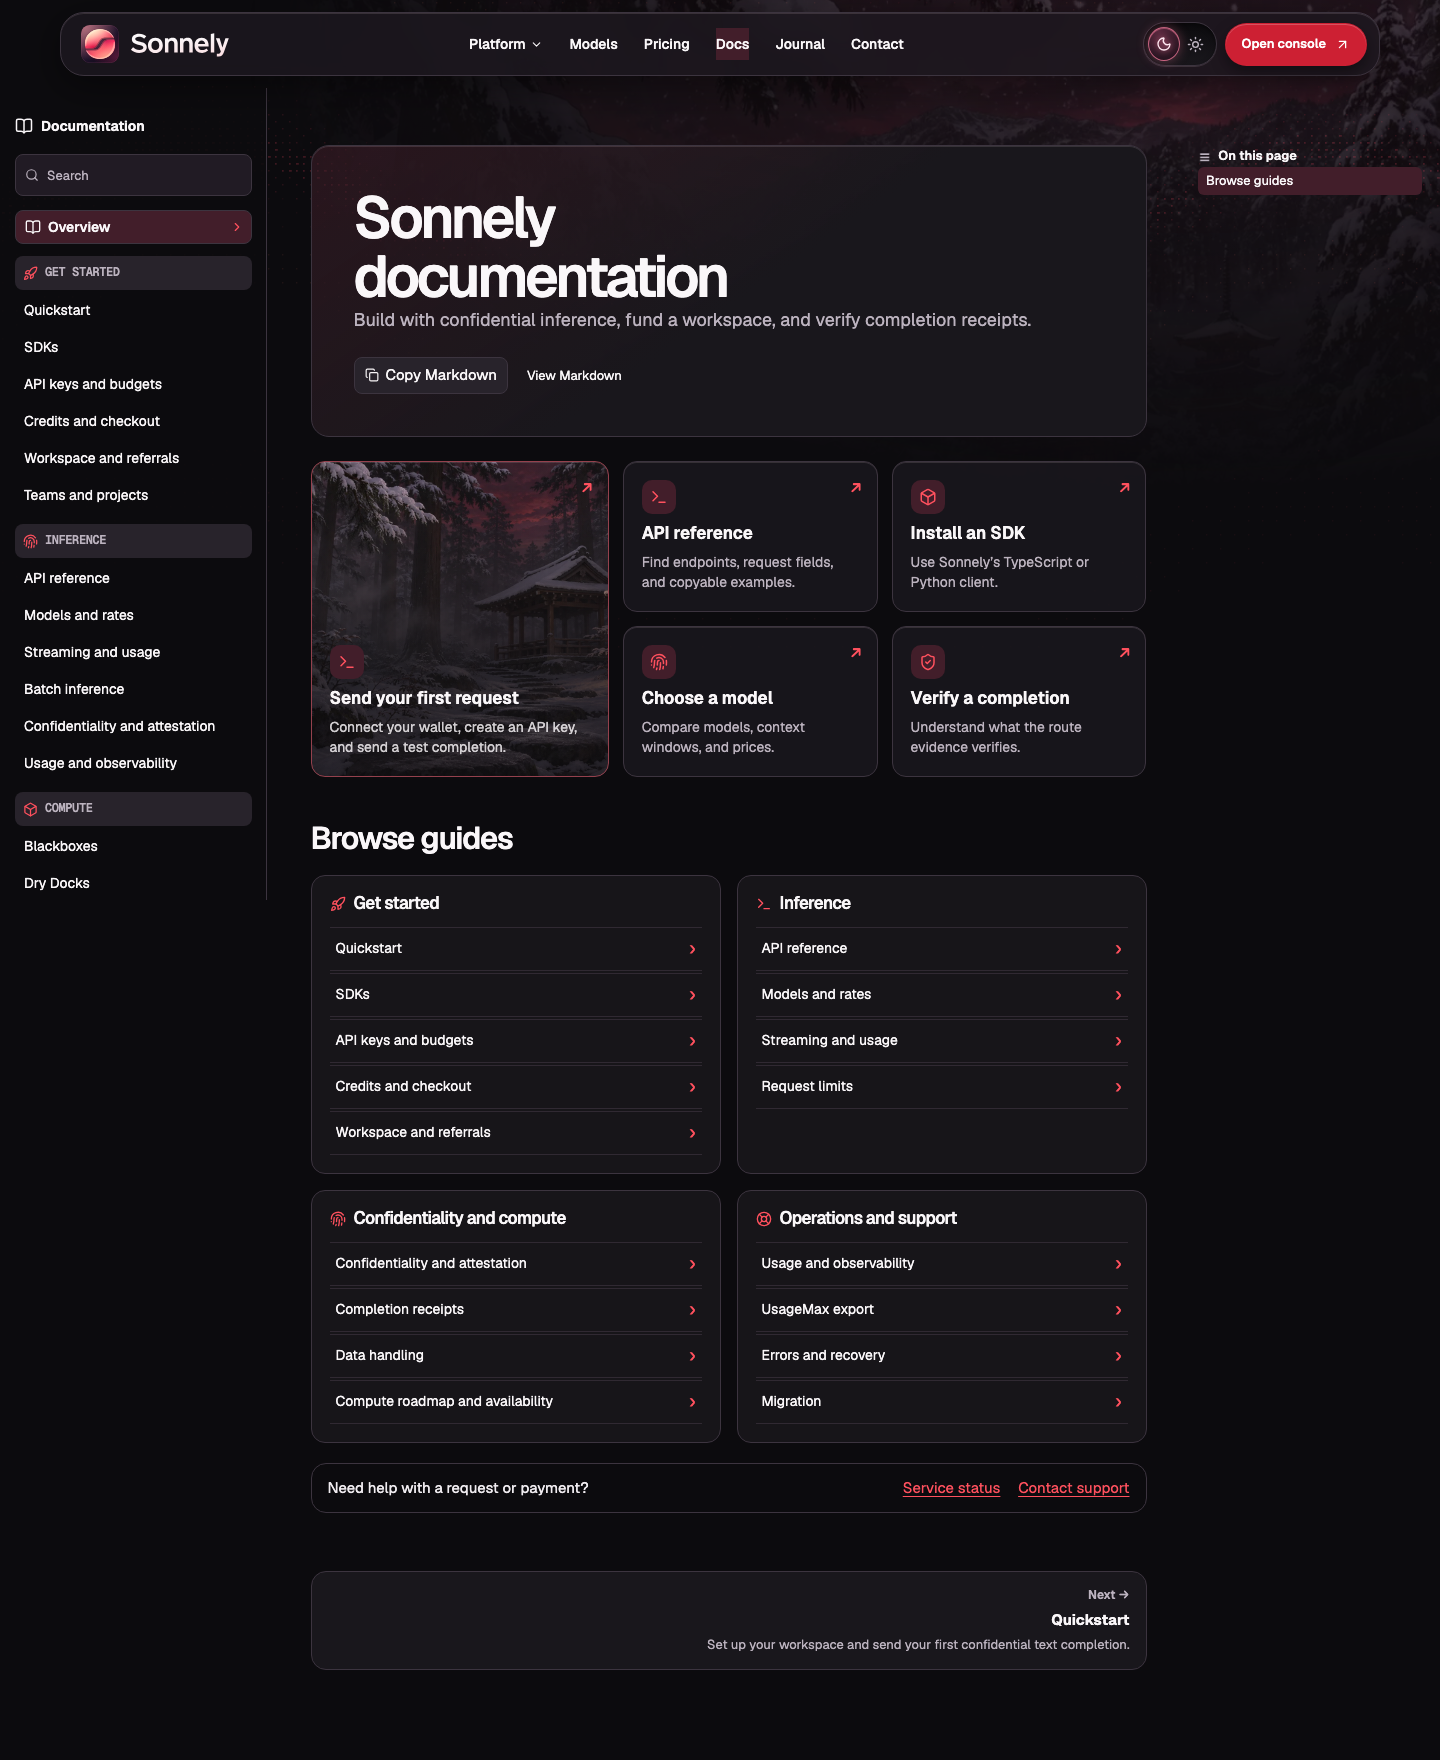 Sonnely
Platform
Models
Pricing
Docs
Journal
Contact
Open console
Documentation
Search
Overview
GET STARTED
Quickstart
SDKs
API keys and budgets
Credits and checkout
Workspace and referrals
Teams and projects
INFERENCE
API reference
Models and rates
Streaming and usage
Batch inference
Confidentiality and attestation
Usage and observability
COMPUTE
Blackboxes
Dry Docks
Sonnely
documentation
Build with confidential inference, fund a workspace, and verify completion receipts.
Copy Markdown
View Markdown
On this page
Browse guides
Send your first request
Connect your wallet, create an API key,
and send a test completion.
API reference
Find endpoints, request fields,
and copyable examples.
Install an SDK
Use Sonnely's TypeScript or
Python client.
Choose a model
Compare models, context
windows, and prices.
Verify a completion
Understand what the route
evidence verifies.
Browse guides
Get started
Quickstart
SDKs
API keys and budgets
Credits and checkout
Workspace and referrals
Inference
API reference
Models and rates
Streaming and usage
Request limits
Confidentiality and compute
Confidentiality and attestation
Completion receipts
Data handling
Compute roadmap and availability
Operations and support
Usage and observability
UsageMax export
Errors and recovery
Migration
Need help with a request or payment?
Service status
Contact support
Next →
Quickstart
Set up your workspace and send your first confidential text completion.